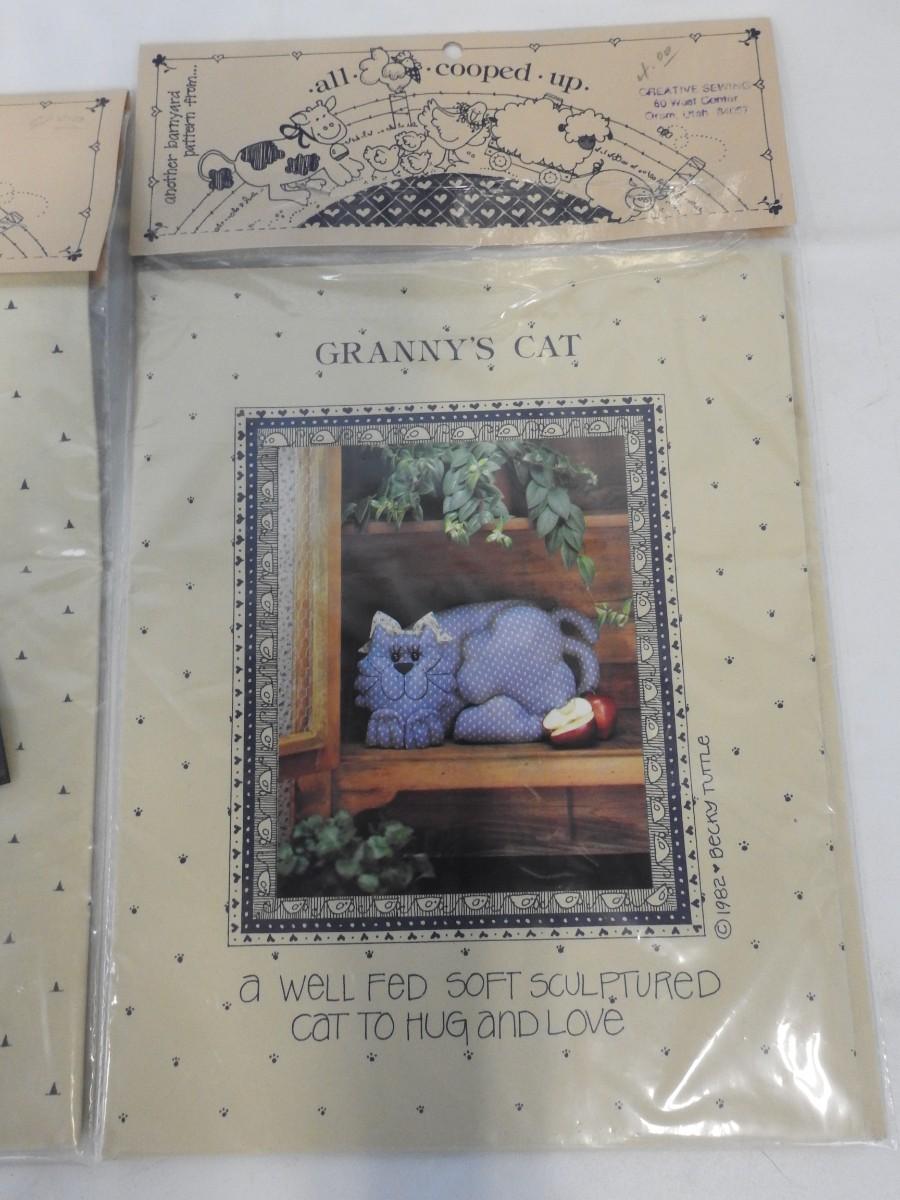 another barnyard
pattern from...
·all· ·cooped·up·
CREATIVE SEWING
60 West Center
Orem, Utah 84057
GRANNY'S CAT
©1982 ♥ BECKY TUTTLE
a WELL FED SOFT SCULPTURED
CAT TO HUG and LOVE